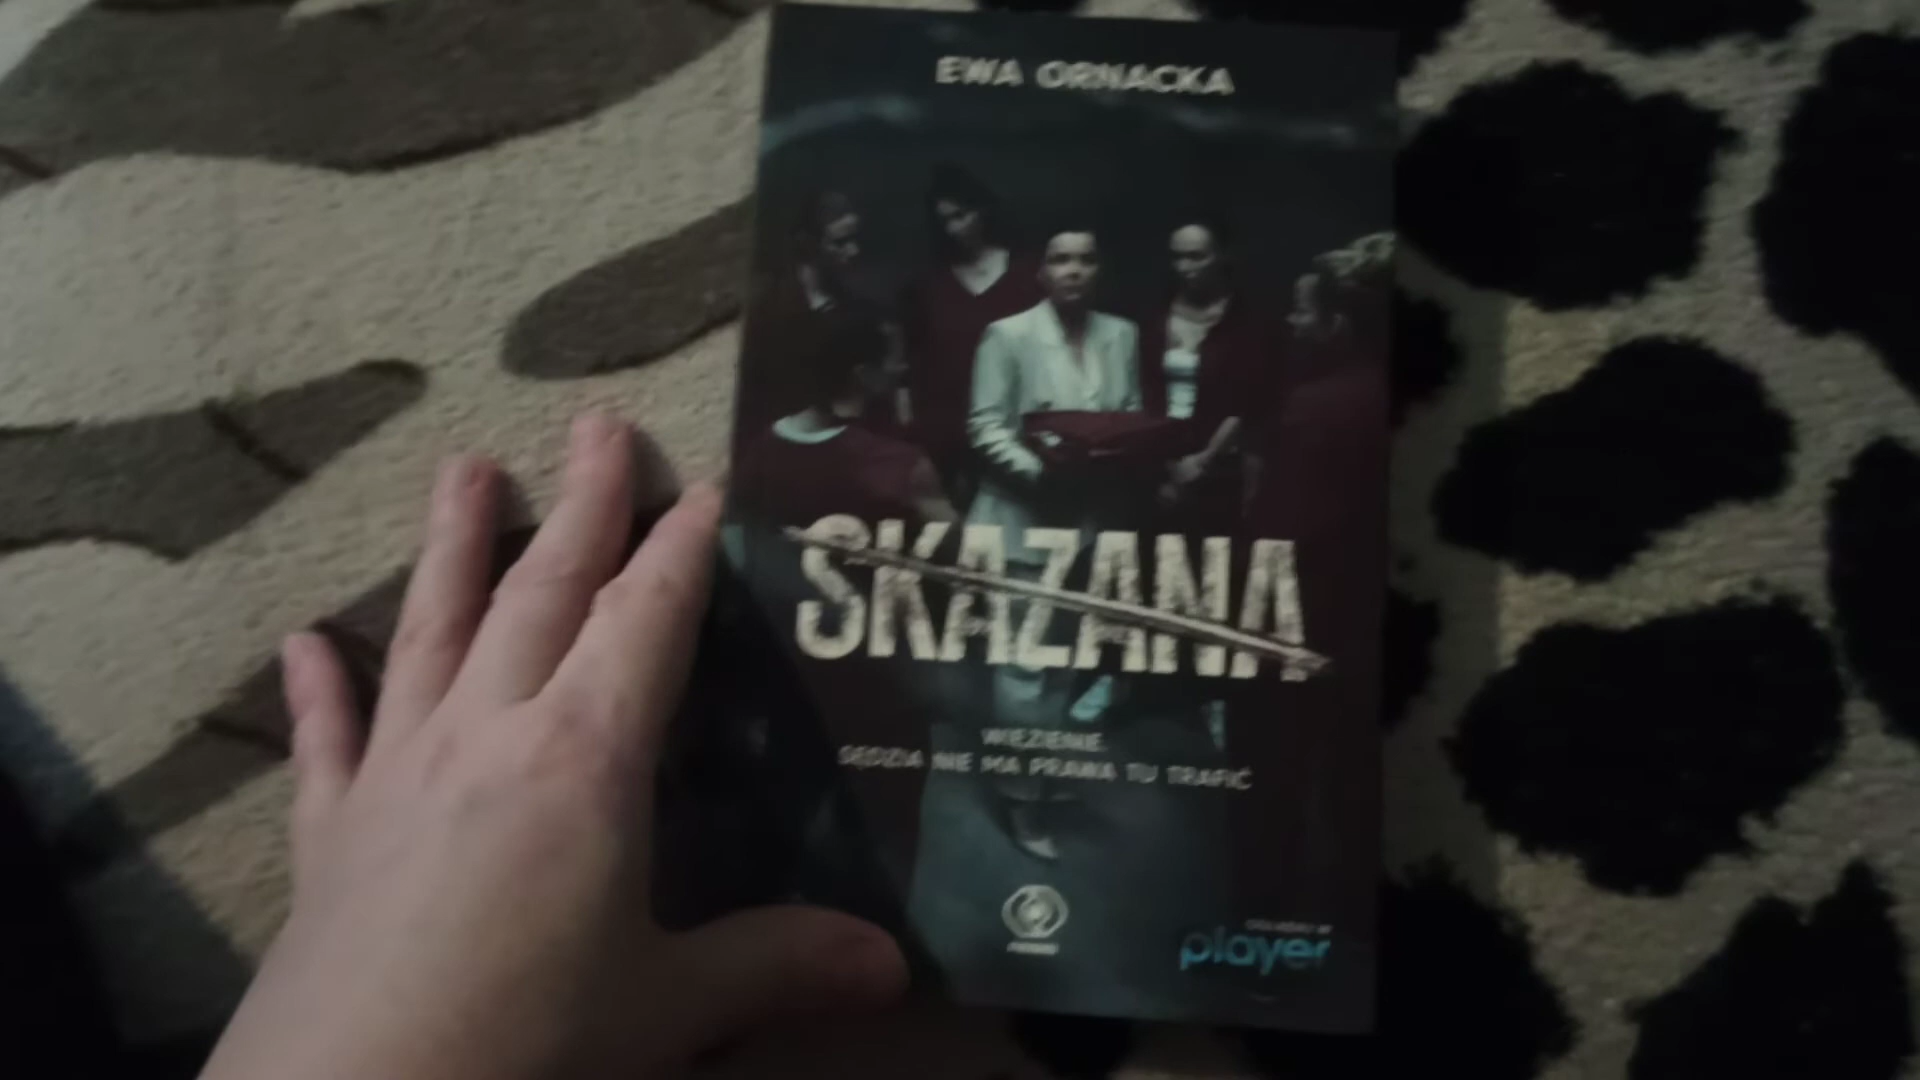 EWA ORNACKA
SKAZANA
WIĘZIENIE.
SĘDZIA NIE MA PRAWA TU TRAFIĆ
player